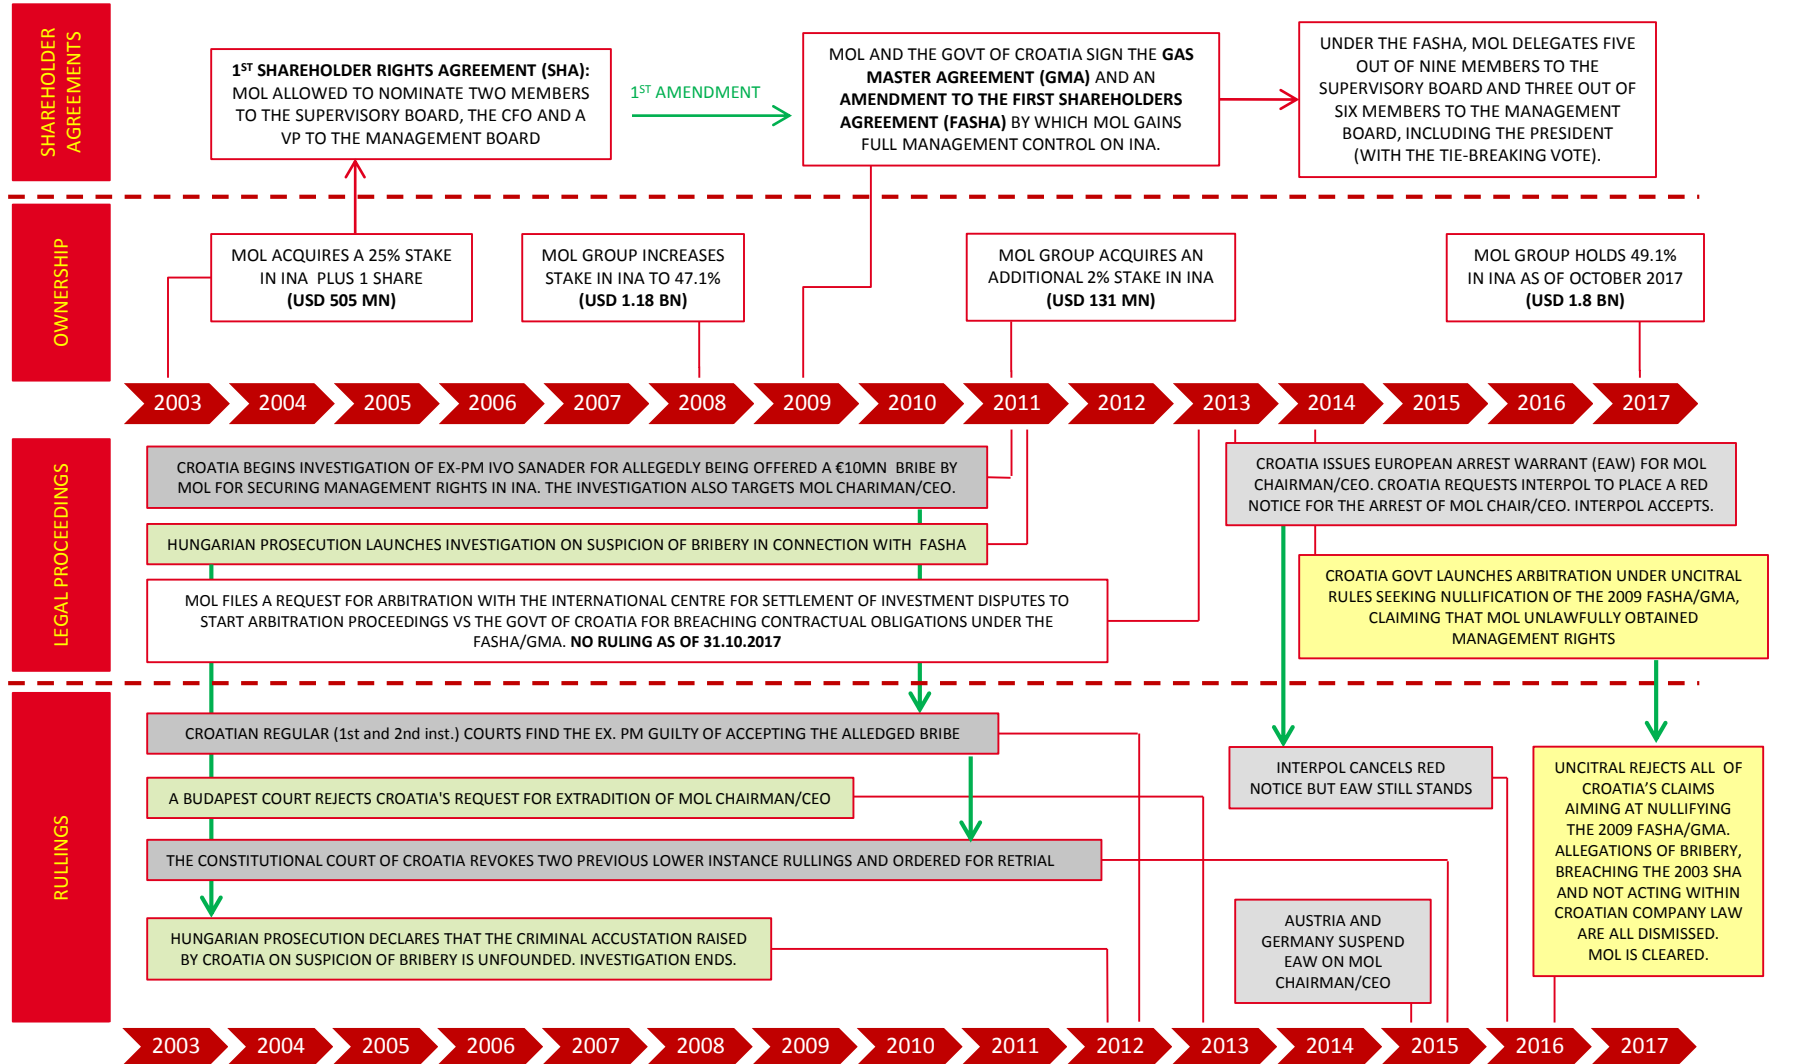 SHAREHOLDER
AGREEMENTS
1ST SHAREHOLDER RIGHTS AGREEMENT (SHA):
MOL ALLOWED TO NOMINATE TWO MEMBERS
TO THE SUPERVISORY BOARD, THE CFO AND A
VP TO THE MANAGEMENT BOARD
1ST AMENDMENT
MOL AND THE GOVT OF CROATIA SIGN THE GAS
MASTER AGREEMENT (GMA) AND AN
AMENDMENT TO THE FIRST SHAREHOLDERS
AGREEMENT (FASHA) BY WHICH MOL GAINS
FULL MANAGEMENT CONTROL ON INA.
UNDER THE FASHA, MOL DELEGATES FIVE
OUT OF NINE MEMBERS TO THE
SUPERVISORY BOARD AND THREE OUT OF
SIX MEMBERS TO THE MANAGEMENT
BOARD, INCLUDING THE PRESIDENT
(WITH THE TIE-BREAKING VOTE).
OWNERSHIP
MOL ACQUIRES A 25% STAKE
IN INA PLUS 1 SHARE
(USD 505 MN)
MOL GROUP INCREASES
STAKE IN INA TO 47.1%
(USD 1.18 BN)
MOL GROUP ACQUIRES AN
ADDITIONAL 2% STAKE IN INA
(USD 131 MN)
MOL GROUP HOLDS 49.1%
IN INA AS OF OCTOBER 2017
(USD 1.8 BN)
2003 2004 2005 2006 2007 2008 2009 2010 2011 2012 2013 2014 2015 2016 2017
LEGAL PROCEEDINGS
CROATIA BEGINS INVESTIGATION OF EX-PM IVO SANADER FOR ALLEGEDLY BEING OFFERED A €10MN BRIBE BY
MOL FOR SECURING MANAGEMENT RIGHTS IN INA. THE INVESTIGATION ALSO TARGETS MOL CHARIMAN/CEO.
HUNGARIAN PROSECUTION LAUNCHES INVESTIGATION ON SUSPICION OF BRIBERY IN CONNECTION WITH FASHA
MOL FILES A REQUEST FOR ARBITRATION WITH THE INTERNATIONAL CENTRE FOR SETTLEMENT OF INVESTMENT DISPUTES TO
START ARBITRATION PROCEEDINGS VS THE GOVT OF CROATIA FOR BREACHING CONTRACTUAL OBLIGATIONS UNDER THE
FASHA/GMA. NO RULING AS OF 31.10.2017
CROATIA ISSUES EUROPEAN ARREST WARRANT (EAW) FOR MOL
CHAIRMAN/CEO. CROATIA REQUESTS INTERPOL TO PLACE A RED
NOTICE FOR THE ARREST OF MOL CHAIR/CEO. INTERPOL ACCEPTS.
CROATIA GOVT LAUNCHES ARBITRATION UNDER UNCITRAL
RULES SEEKING NULLIFICATION OF THE 2009 FASHA/GMA,
CLAIMING THAT MOL UNLAWFULLY OBTAINED
MANAGEMENT RIGHTS
RULLINGS
CROATIAN REGULAR (1st and 2nd inst.) COURTS FIND THE EX. PM GUILTY OF ACCEPTING THE ALLEDGED BRIBE
A BUDAPEST COURT REJECTS CROATIA'S REQUEST FOR EXTRADITION OF MOL CHAIRMAN/CEO
THE CONSTITUTIONAL COURT OF CROATIA REVOKES TWO PREVIOUS LOWER INSTANCE RULLINGS AND ORDERED FOR RETRIAL
HUNGARIAN PROSECUTION DECLARES THAT THE CRIMINAL ACCUSTATION RAISED
BY CROATIA ON SUSPICION OF BRIBERY IS UNFOUNDED. INVESTIGATION ENDS.
INTERPOL CANCELS RED
NOTICE BUT EAW STILL STANDS
AUSTRIA AND
GERMANY SUSPEND
EAW ON MOL
CHAIRMAN/CEO
UNCITRAL REJECTS ALL OF
CROATIA’S CLAIMS
AIMING AT NULLIFYING
THE 2009 FASHA/GMA.
ALLEGATIONS OF BRIBERY,
BREACHING THE 2003 SHA
AND NOT ACTING WITHIN
CROATIAN COMPANY LAW
ARE ALL DISMISSED.
MOL IS CLEARED.
2003 2004 2005 2006 2007 2008 2009 2010 2011 2012 2013 2014 2015 2016 2017